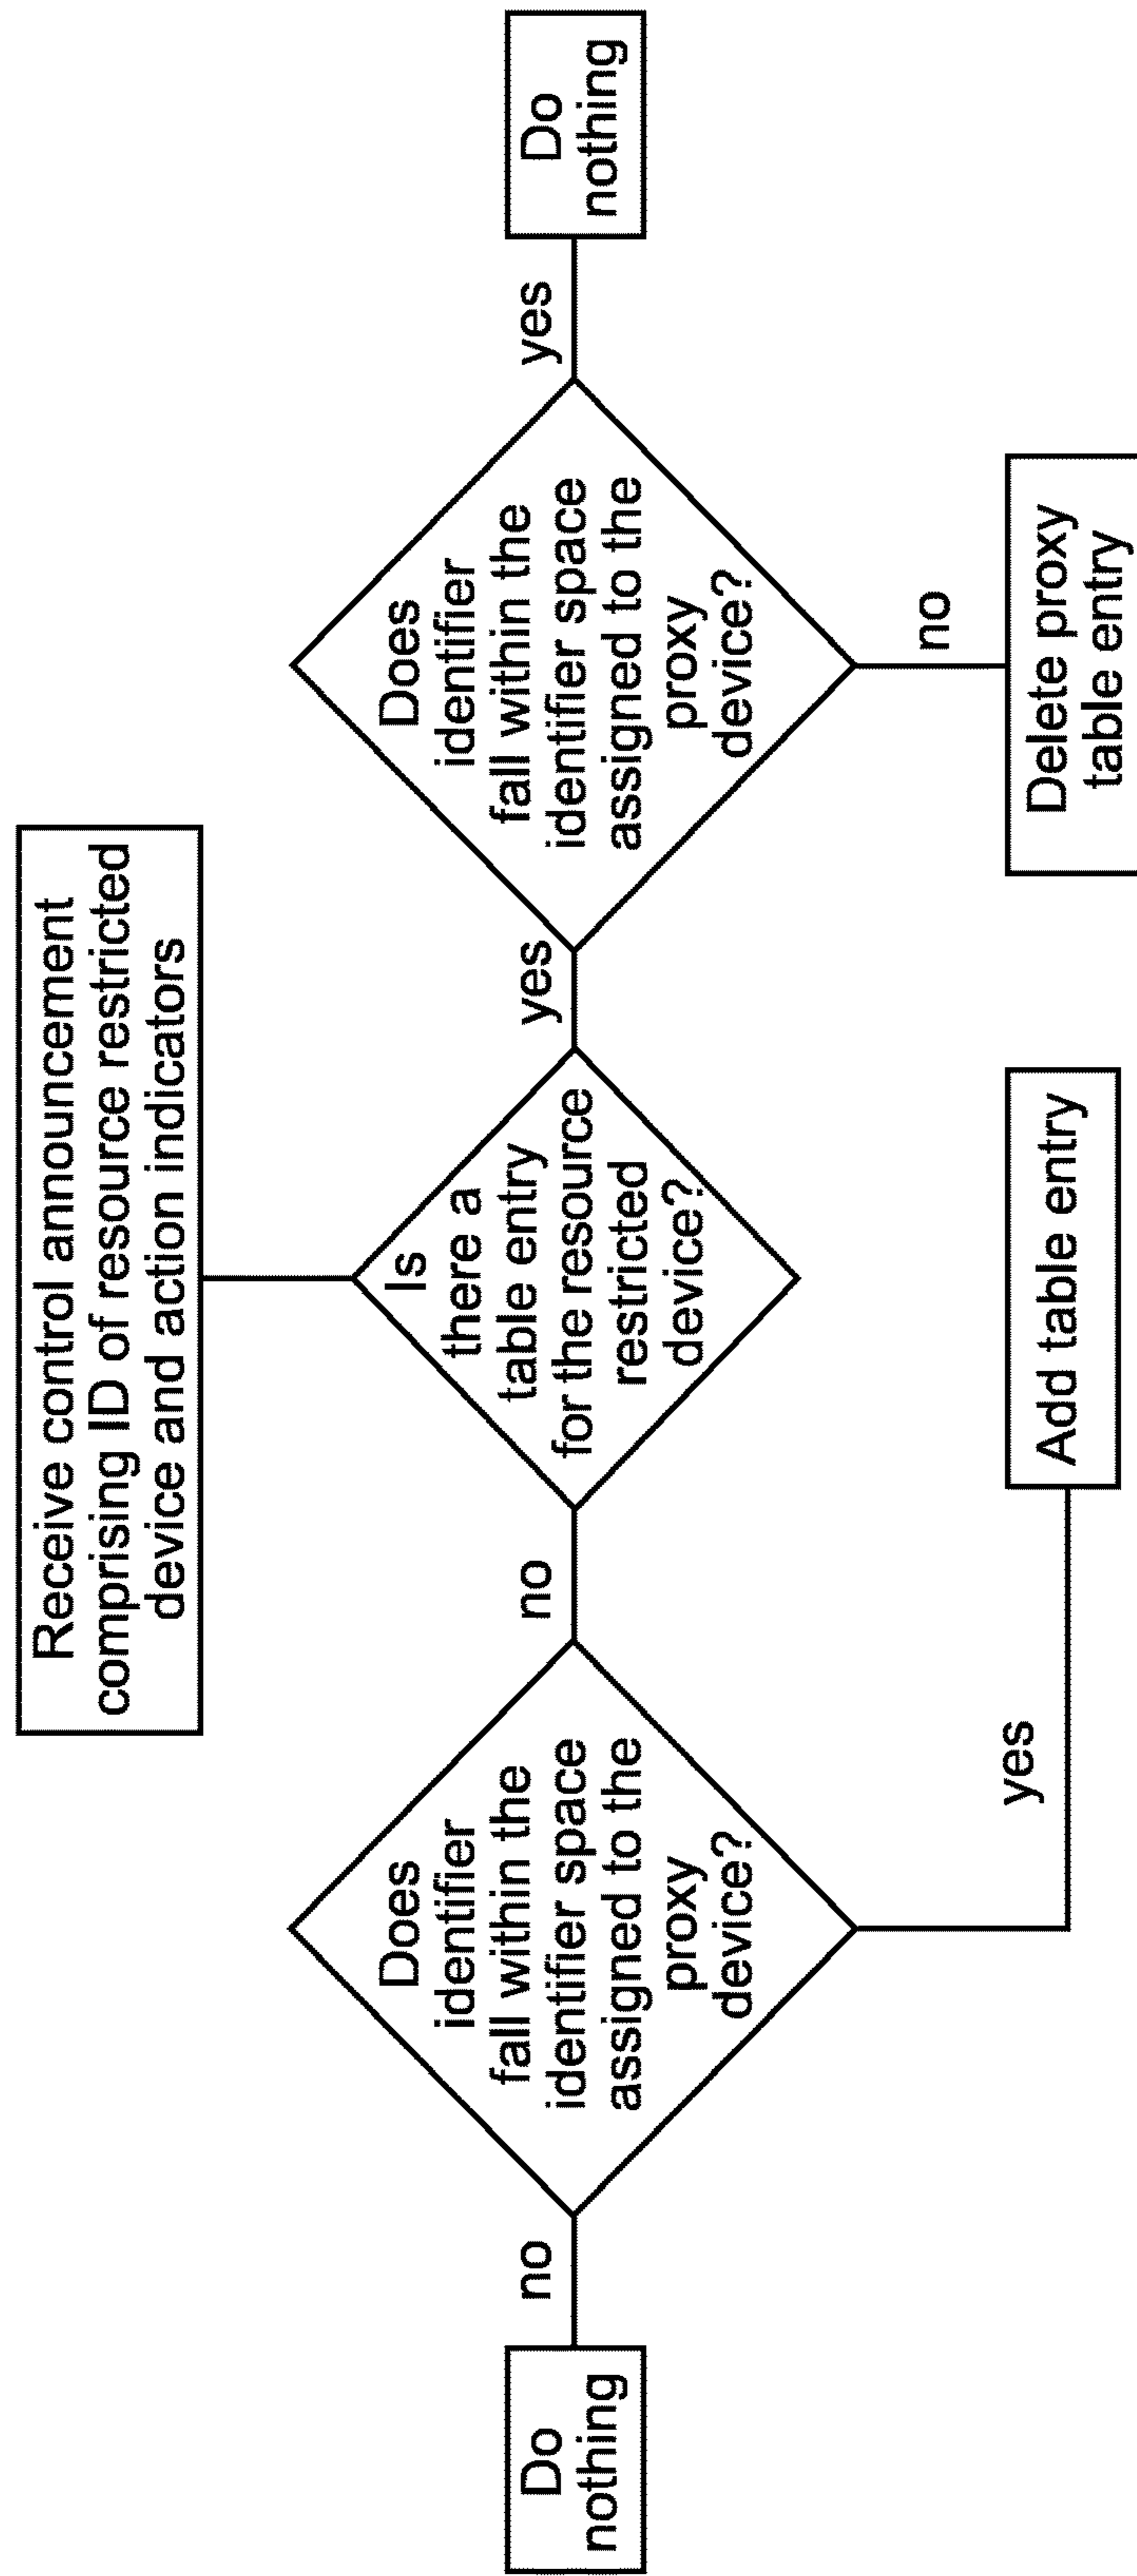 Receive control announcement
comprising ID of resource restricted
device and action indicators
Is
there a
table entry
for the resource
restricted
device?
no
yes
Does
identifier
fall within the
identifier space
assigned to the
proxy
device?
no
Do
nothing
yes
Add table entry
Does
identifier
fall within the
identifier space
assigned to the
proxy
device?
yes
Do
nothing
no
Delete proxy
table entry